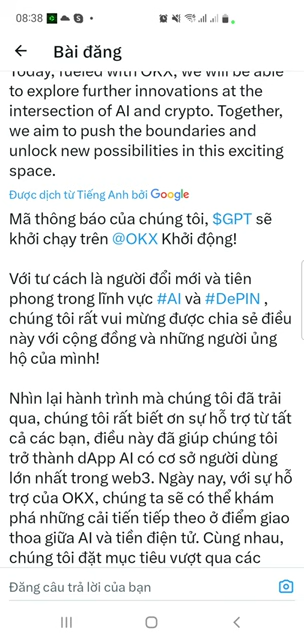 08:38
Bài đăng
Today, fueled with OKX, we will be able
to explore further innovations at the
intersection of AI and crypto. Together,
we aim to push the boundaries and
unlock new possibilities in this exciting
space.
Được dịch từ Tiếng Anh bởi Google
Mã thông báo của chúng tôi, $GPT sẽ
khởi chạy trên @OKX Khởi động!
Với tư cách là người đổi mới và tiên
phong trong lĩnh vực #AI và #DePIN ,
chúng tôi rất vui mừng được chia sẻ điều
này với cộng đồng và những người ủng
hộ của mình!
Nhìn lại hành trình mà chúng tôi đã trải
qua, chúng tôi rất biết ơn sự hỗ trợ từ tất
cả các bạn, điều này đã giúp chúng tôi
trở thành dApp AI có cơ sở người dùng
lớn nhất trong web3. Ngày nay, với sự hỗ
trợ của OKX, chúng ta sẽ có thể khám
phá những cải tiến tiếp theo ở điểm giao
thoa giữa AI và tiền điện tử. Cùng nhau,
chúng tôi đặt mục tiêu vượt qua các
Đăng câu trả lời của bạn